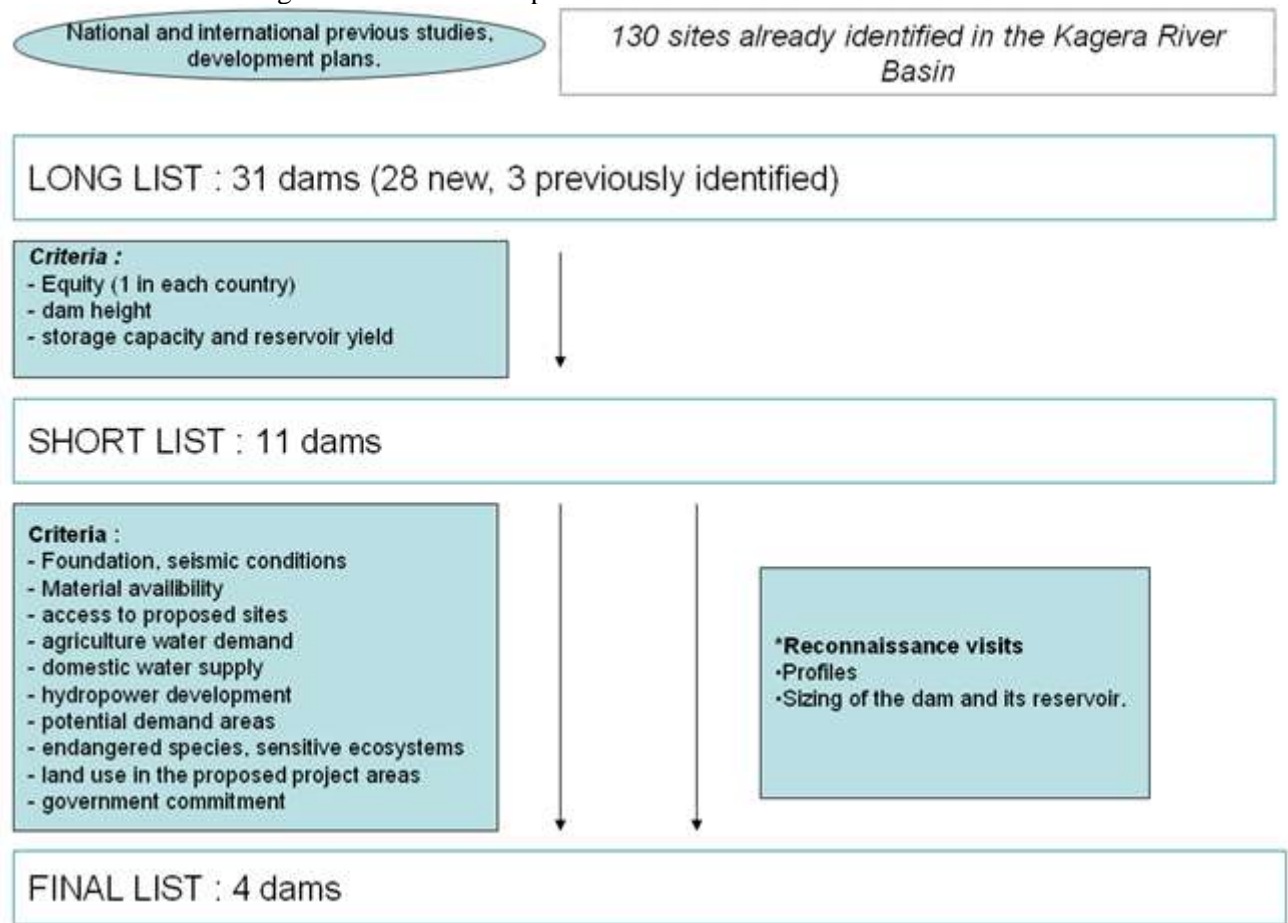 National and international previous studies,
development plans.
130 sites already identified in the Kagera River
Basin
LONG LIST : 31 dams (28 new, 3 previously identified)
Criteria :
- Equity (1 in each country)
- dam height
- storage capacity and reservoir yield
SHORT LIST : 11 dams
Criteria :
- Foundation, seismic conditions
- Material availibility
- access to proposed sites
- agriculture water demand
- domestic water supply
- hydropower development
- potential demand areas
- endangered species, sensitive ecosystems
- land use in the proposed project areas
- government commitment
*Reconnaissance visits
•Profiles
•Sizing of the dam and its reservoir.
FINAL LIST : 4 dams